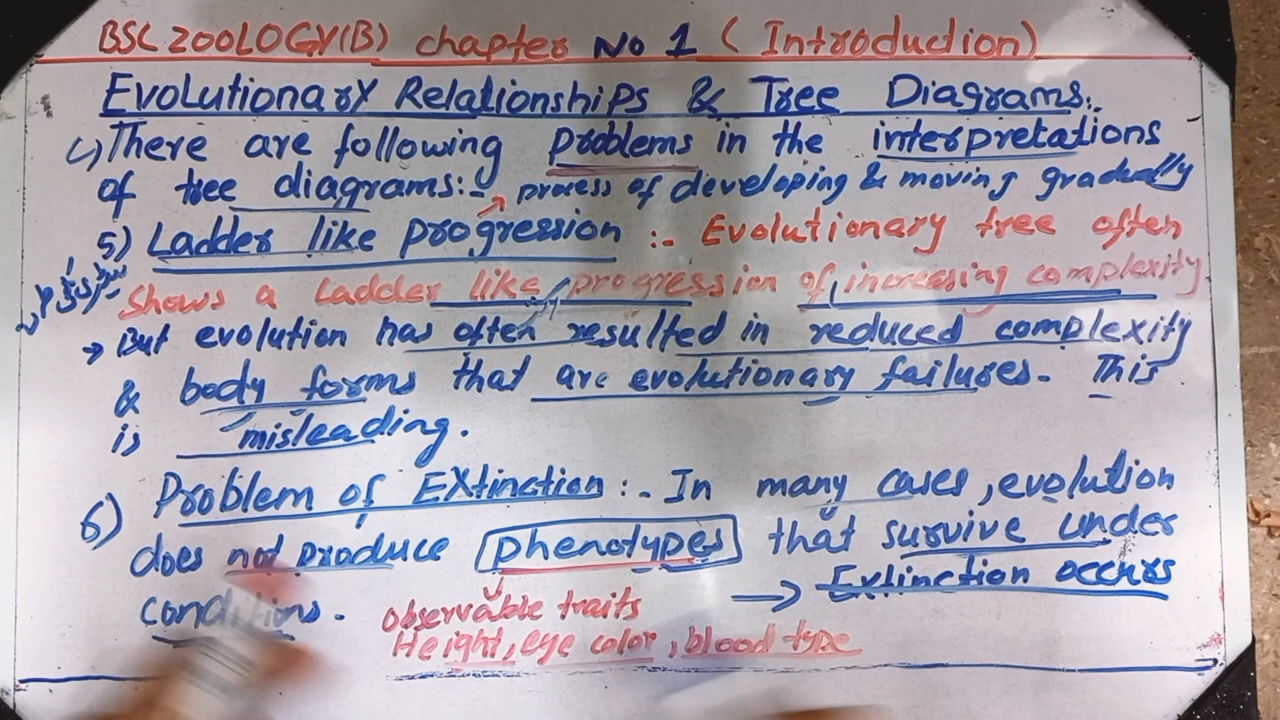 BSC ZOOLOGY(B) chapter No 1 ( Introduction)
Evolutionary Relationships & Tree Diagrams:.
There are following problems in the interpretations
of tree diagrams:- process of developing & moving gradually
5) Ladder like progression :- Evolutionary tree often
shows a Ladder like progression of increasing complexity
→ But evolution has often resulted in reduced complexity
& body forms that are evolutionary failures. This
is misleading.
6) Problem of Extinction :- In many cases, evolution
does not produce phenotypes that survive under
conditions. → Extinction occurs
observable traits
Height, eye color, blood type